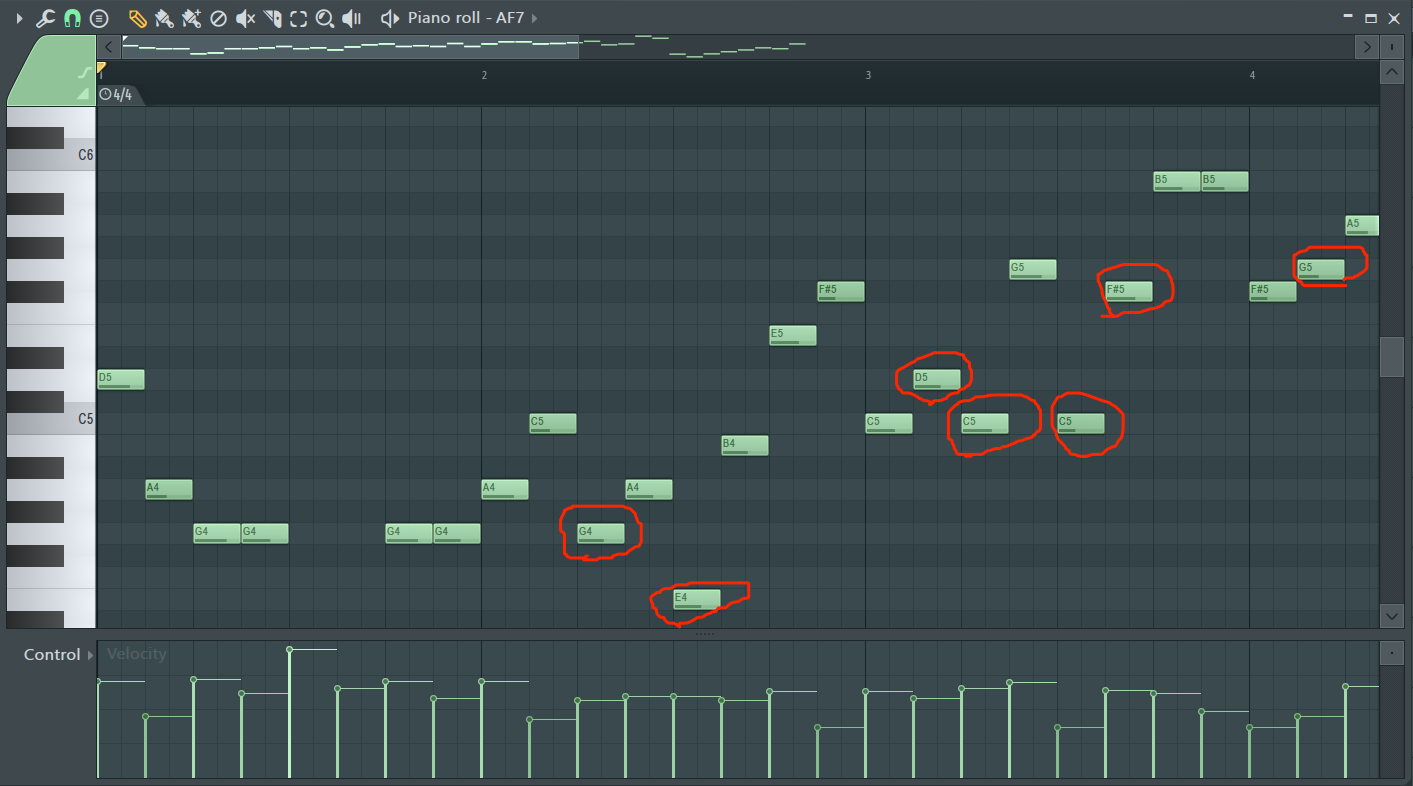 Piano roll - AF7
1 2 3 4
4/4
C6
B5 B5
A5
G5 G5
F#5 F#5 F#5
E5
D5 D5
C5 C5 C5 C5 C5
B4
A4 A4 A4
G4 G4 G4 G4 G4
E4
Control Velocity